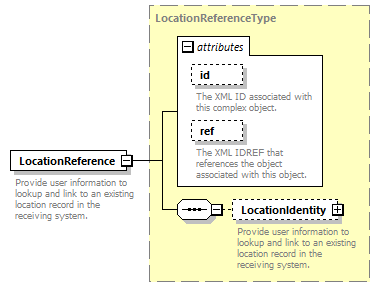 LocationReferenceType
attributes
id
The XML ID associated with
this complex object.
ref
The XML IDREF that
references the object
associated with this object.
LocationReference
Provide user information to
lookup and link to an existing
location record in the
receiving system.
LocationIdentity
Provide user information to
lookup and link to an existing
location record in the
receiving system.